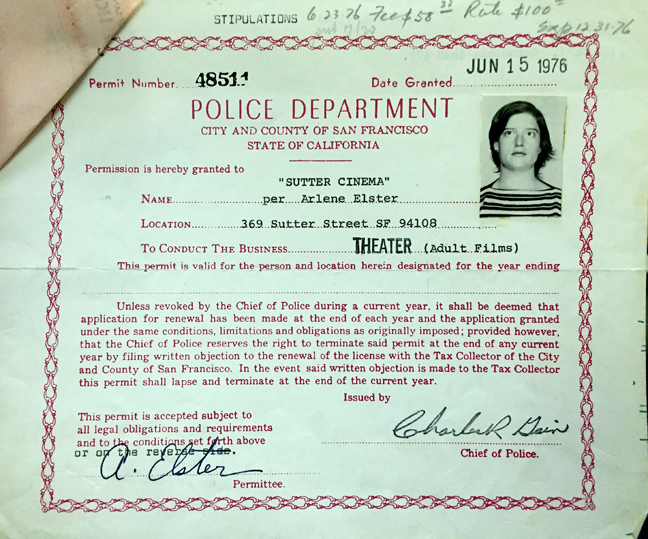 STIPULATIONS 6 23 76 Fee $58 33 Rate $100
Exp 12.31.76
Permit Number 48511 Date Granted JUN 15 1976
POLICE DEPARTMENT
CITY AND COUNTY OF SAN FRANCISCO
STATE OF CALIFORNIA
Permission is hereby granted to
"SUTTER CINEMA"
NAME per Arlene Elster
LOCATION 369 Sutter Street SF 94108
TO CONDUCT THE BUSINESS THEATER (Adult Films)
This permit is valid for the person and location herein designated for the year ending
Unless revoked by the Chief of Police during a current year, it shall be deemed that
application for renewal has been made at the end of each year and the application granted
under the same conditions, limitations and obligations as originally imposed; provided however,
that the Chief of Police reserves the right to terminate said permit at the end of any current
year by filing written objection to the renewal of the license with the Tax Collector of the City
and County of San Francisco. In the event said written objection is made to the Tax Collector
this permit shall lapse and terminate at the end of the current year.
Issued by
This permit is accepted subject to
all legal obligations and requirements
and to the conditions set forth above
or on the reverse side.
Charles R Gain
Chief of Police.
A. Elster
Permittee.